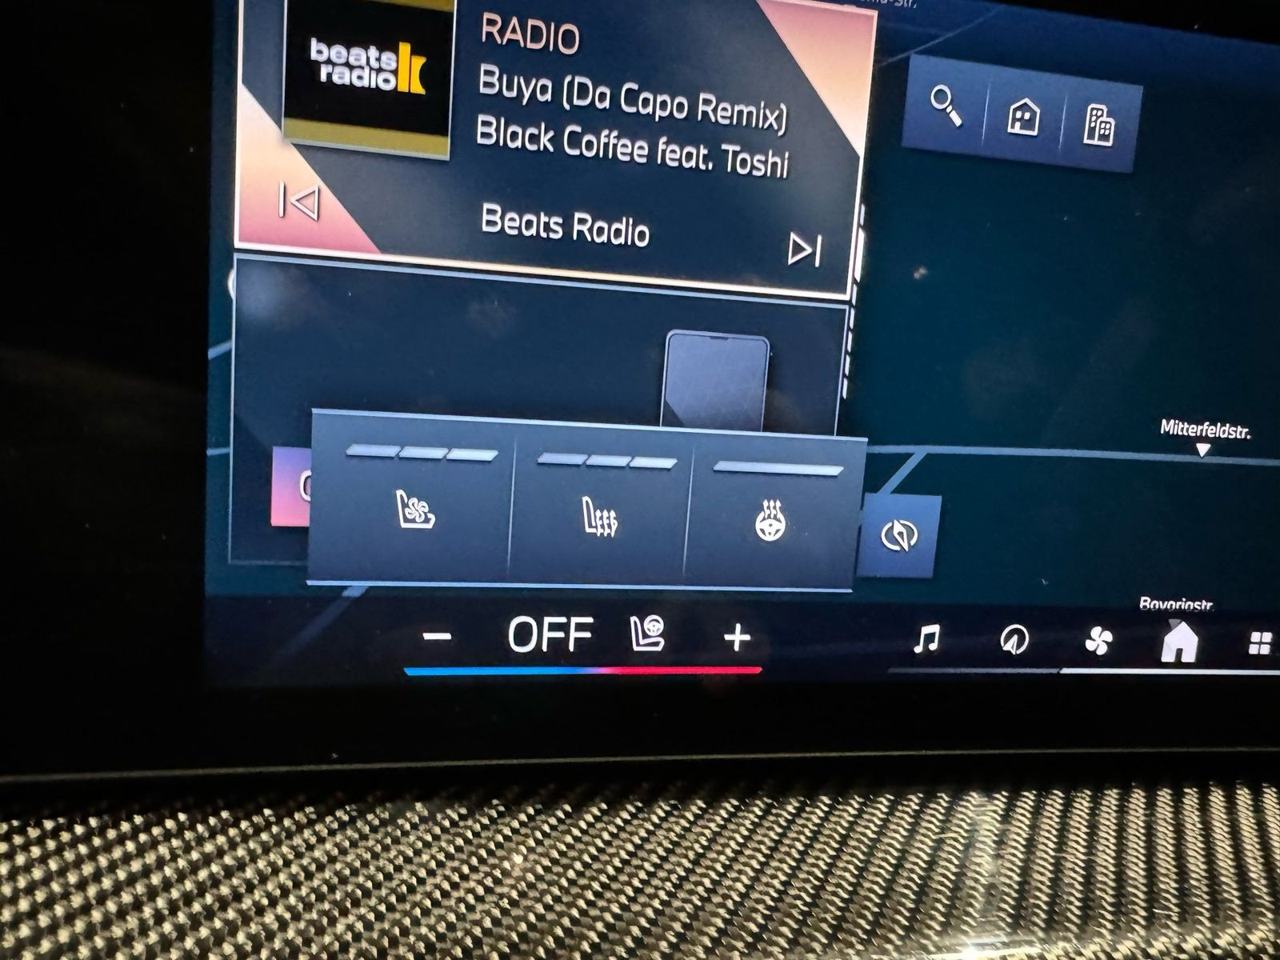 beats
radio
RADIO
Buya (Da Capo Remix)
Black Coffee feat. Toshi
Beats Radio
Mitterfeldstr.
OFF